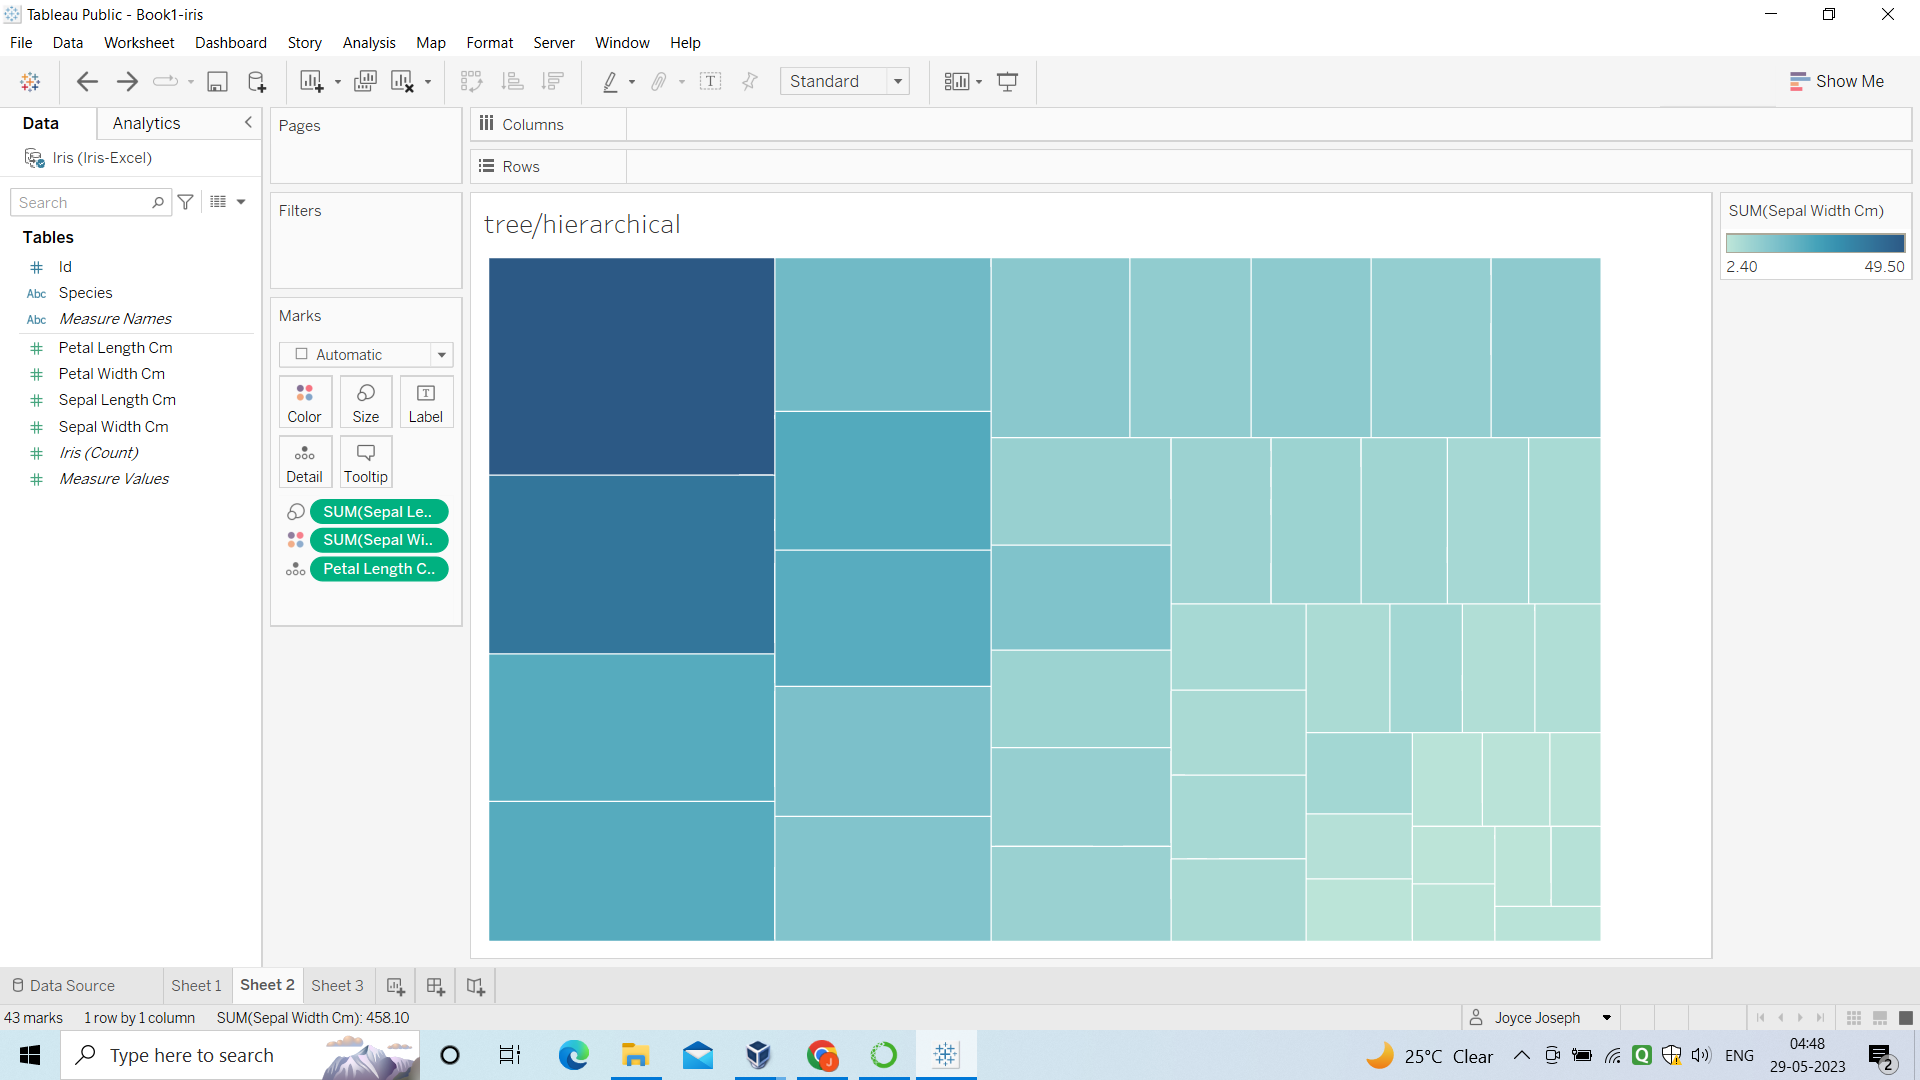 Tableau Public - Book1-iris
File Data Worksheet Dashboard Story Analysis Map Format Server Window Help
T Standard Show Me
Data Analytics
Iris (Iris-Excel)
Search
Tables
Id
Abc Species
Abc Measure Names
Petal Length Cm
Petal Width Cm
Sepal Length Cm
Sepal Width Cm
Iris (Count)
Measure Values
Pages
Filters
Marks
Automatic
Color Size T Label
Detail Tooltip
SUM(Sepal Le..
SUM(Sepal Wi..
Petal Length C..
Columns
Rows
tree/hierarchical
SUM(Sepal Width Cm)
2.40 49.50
Data Source Sheet 1 Sheet 2 Sheet 3
43 marks 1 row by 1 column SUM(Sepal Width Cm): 458.10 Joyce Joseph
Type here to search J 25°C Clear Q ENG 04:48
29-05-2023 2